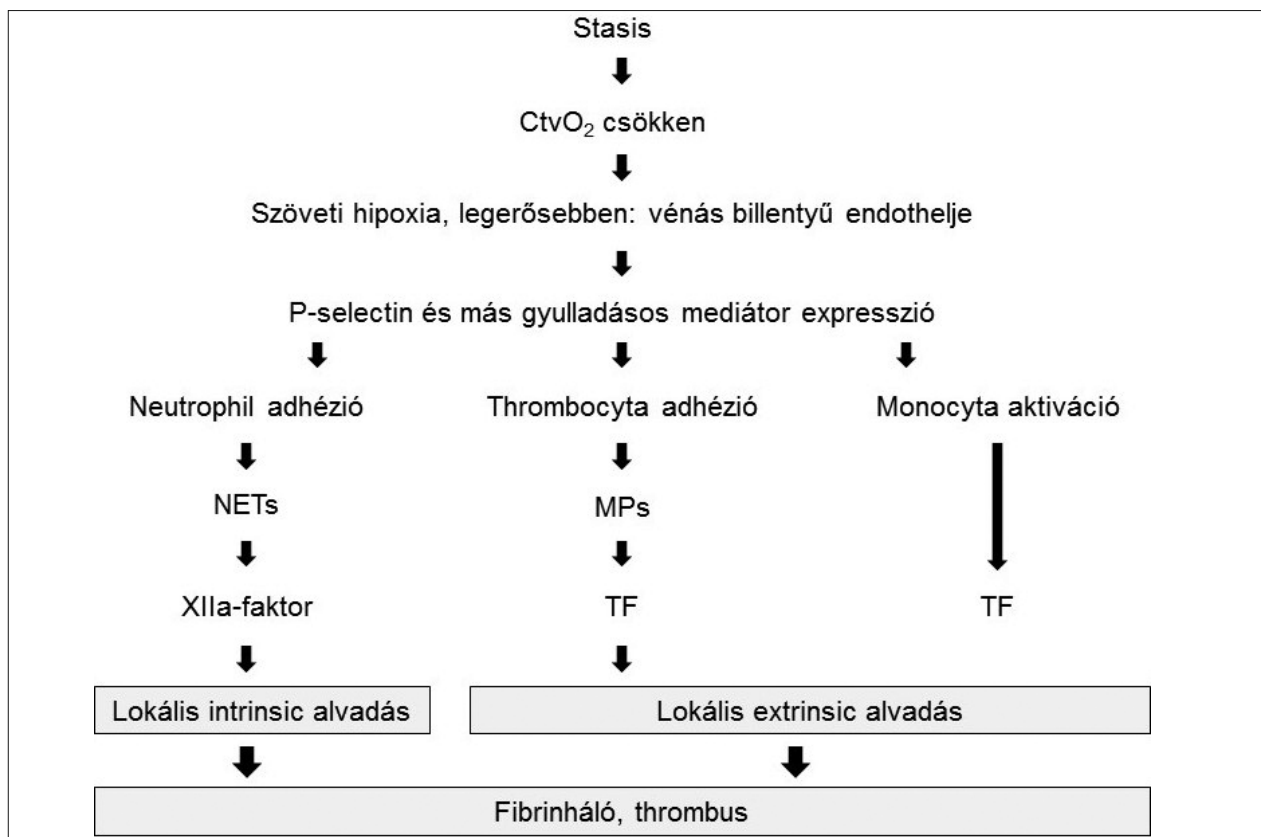 Stasis
CtvO₂ csökken
Szöveti hipoxia, legerősebben: vénás billentyű endothelje
P-selectin és más gyulladásos mediátor expresszió
Neutrophil adhézió Thrombocyta adhézió Monocyta aktiváció
NETs MPs
XIIa-faktor TF TF
Lokális intrinsic alvadás Lokális extrinsic alvadás
Fibrinháló, thrombus